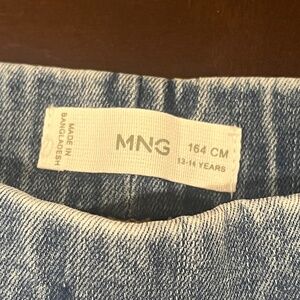 MADE IN
BANGLADESH
MNG
164 CM
13-14 YEARS